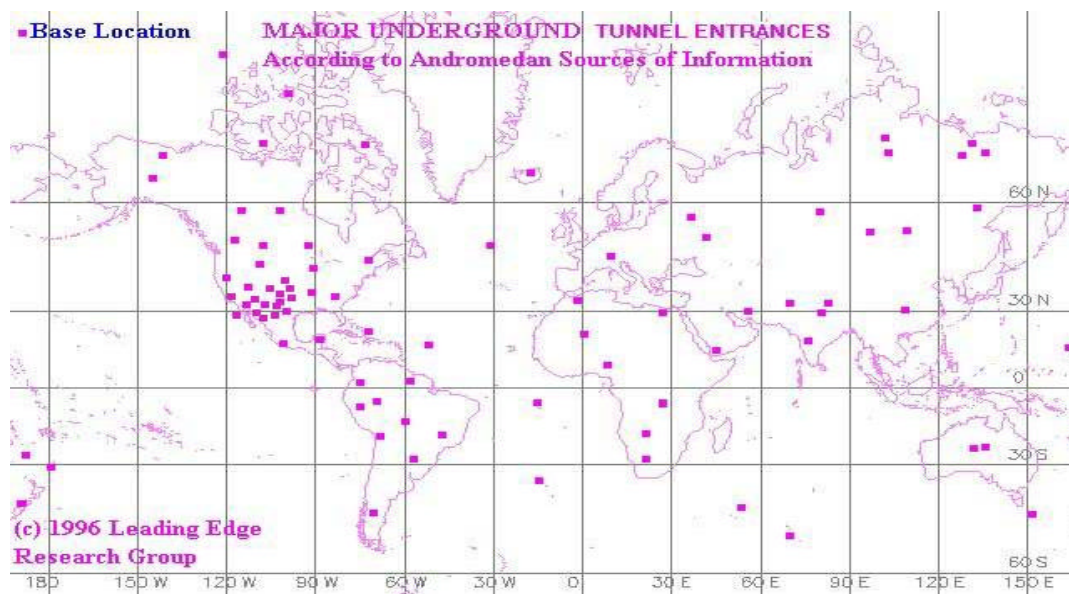 Base Location
MAJOR UNDERGROUND TUNNEL ENTRANCES
According to Andromedan Sources of Information
60 N
30 N
0
30 S
(c) 1996 Leading Edge
Research Group
60 S
180 150 W 120 W 90 W 60 W 30 W 0 30 E 60 E 90 E 120 E 150 E